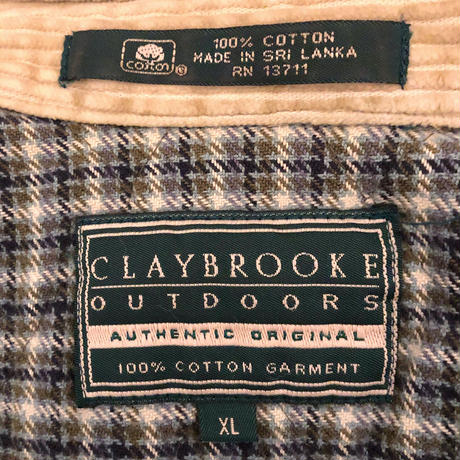 100% COTTON
MADE IN SRI LANKA
RN 13711
cotton®
CLAYBROOKE
OUTDOORS
AUTHENTIC ORIGINAL
100% COTTON GARMENT
XL